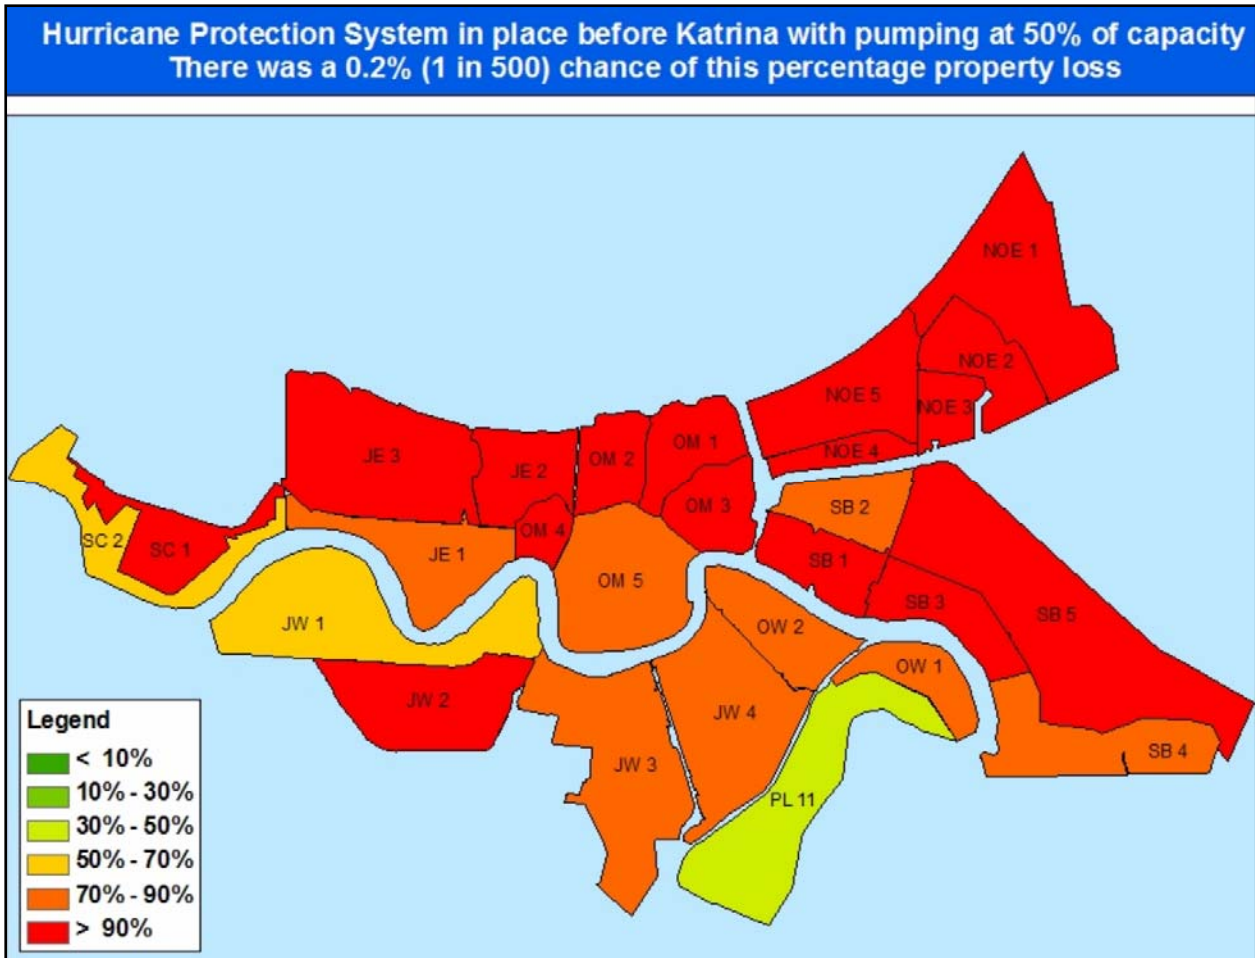 Hurricane Protection System in place before Katrina with pumping at 50% of capacity
There was a 0.2% (1 in 500) chance of this percentage property loss
NOE 1
NOE 2
NOE 5
NOE 3
NOE 4
OM 1
OM 2
JE 3
JE 2
OM 3
OM 4
SB 2
SC 2
SC 1
JE 1
OM 5
SB 1
SB 3
SB 5
JW 1
OW 2
OW 1
JW 2
JW 4
SB 4
JW 3
PL 11
Legend
< 10%
10% - 30%
30% - 50%
50% - 70%
70% - 90%
> 90%